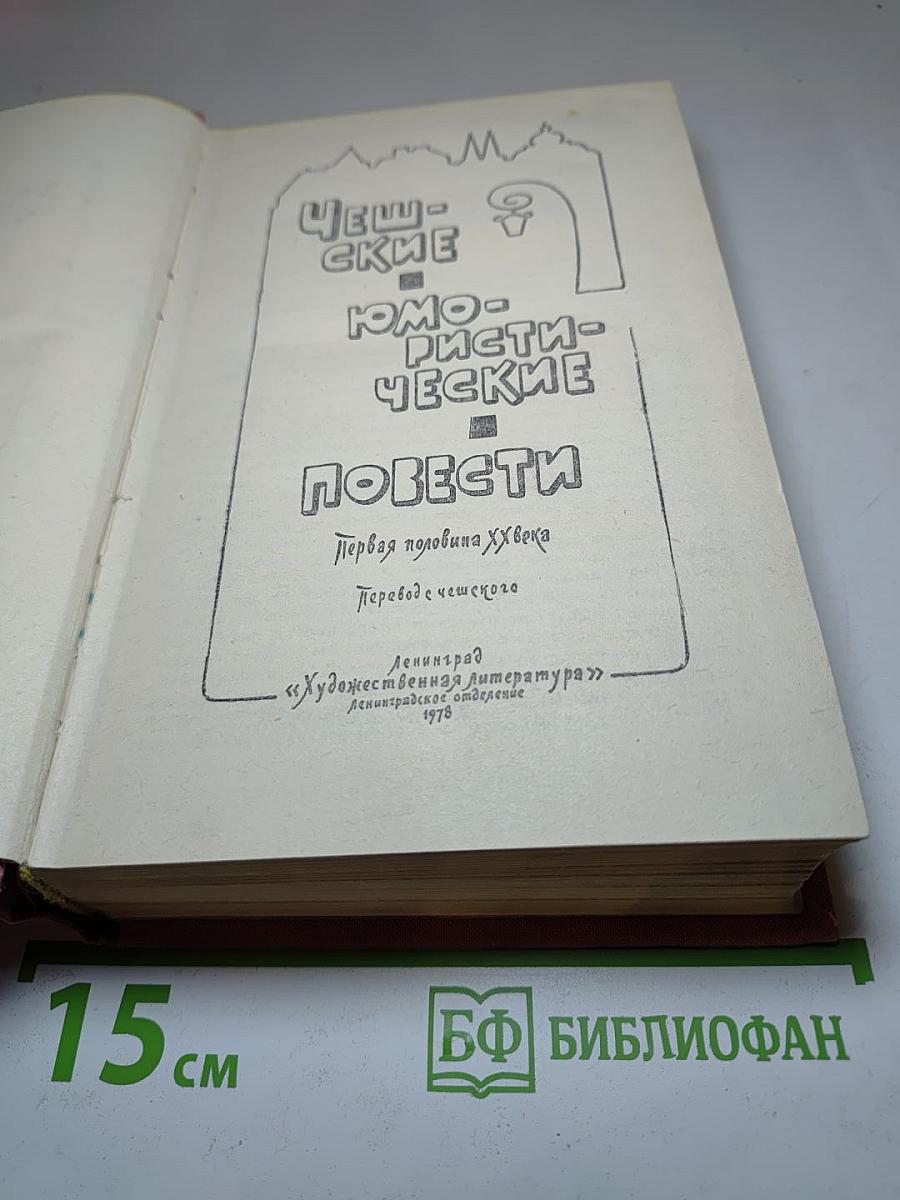 Чеш-
ские
юмо-
ристи-
ческие
повести
Первая половина XX века
Перевод с чешского
Ленинград
«Художественная литература»
Ленинградское отделение
1978
15 см
БФ БИБЛИОФАН